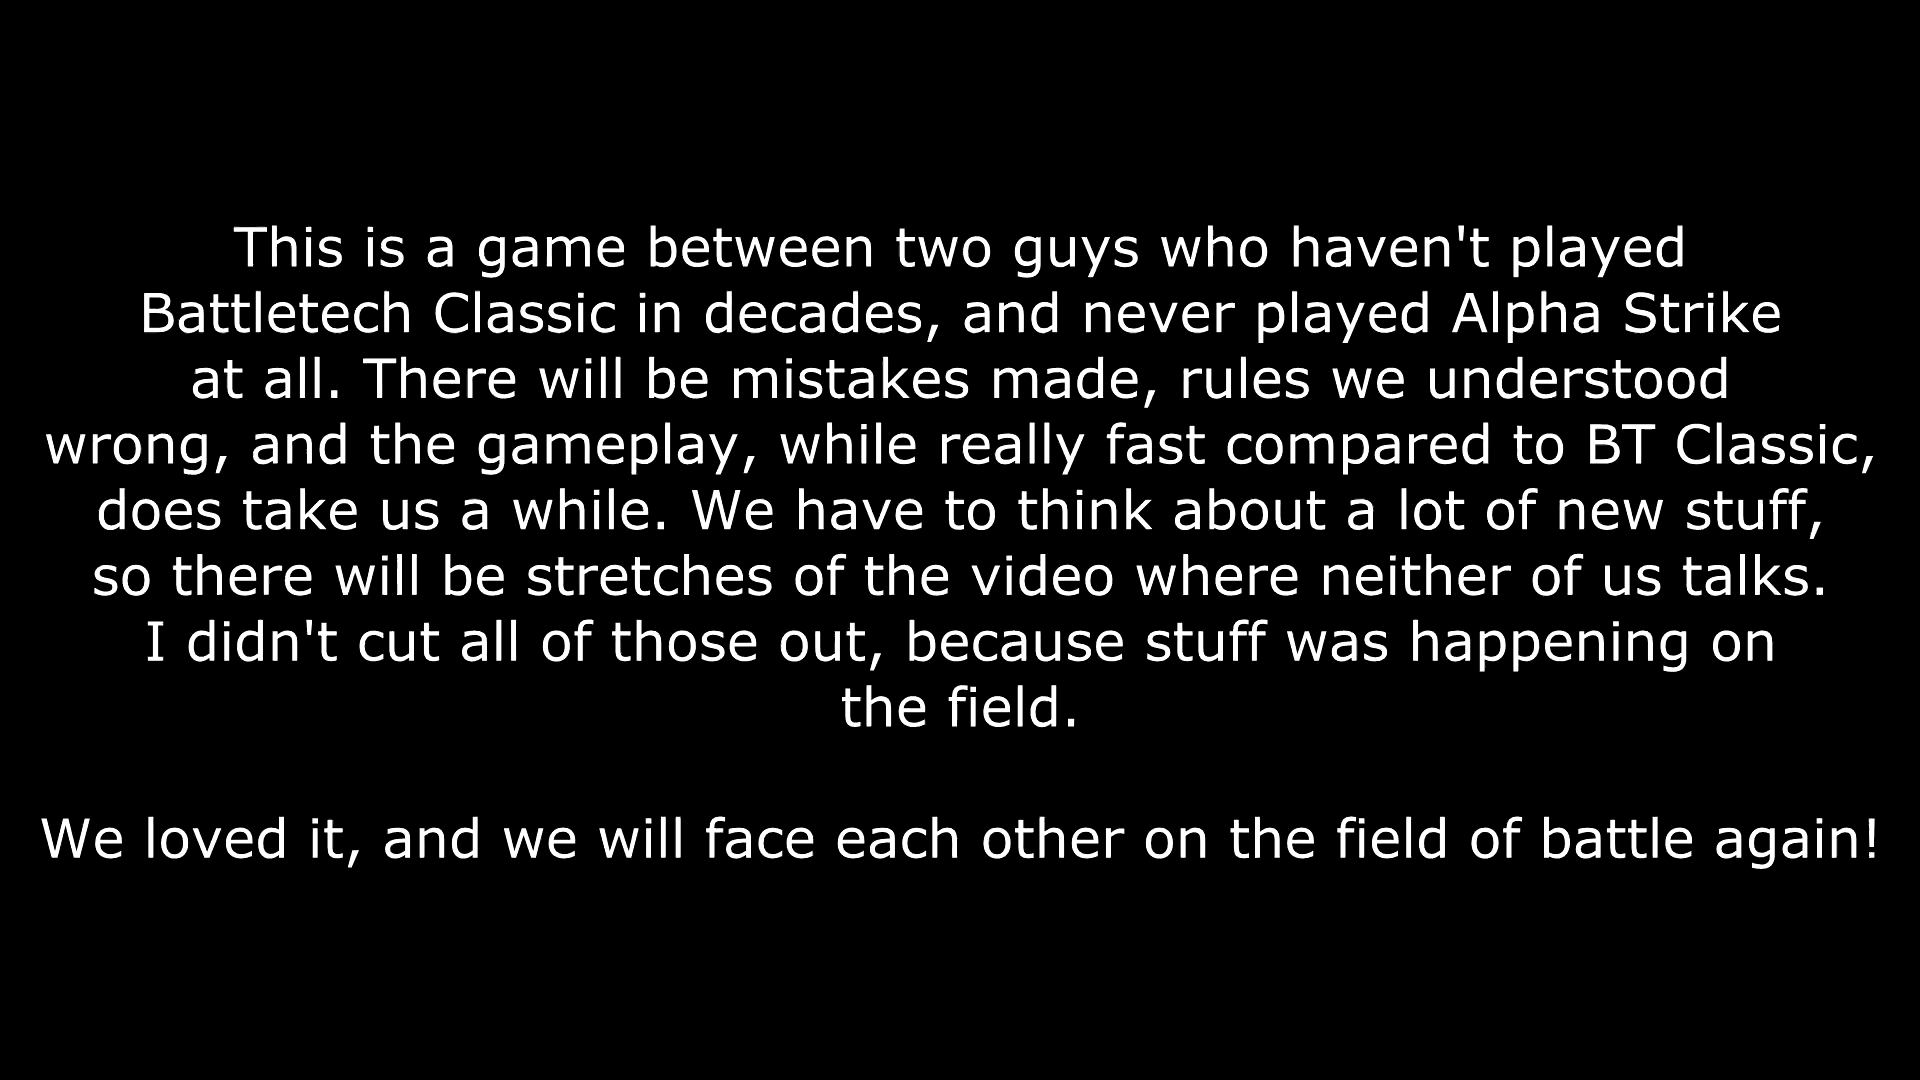 This is a game between two guys who haven't played
Battletech Classic in decades, and never played Alpha Strike
at all. There will be mistakes made, rules we understood
wrong, and the gameplay, while really fast compared to BT Classic,
does take us a while. We have to think about a lot of new stuff,
so there will be stretches of the video where neither of us talks.
I didn't cut all of those out, because stuff was happening on
the field.
We loved it, and we will face each other on the field of battle again!